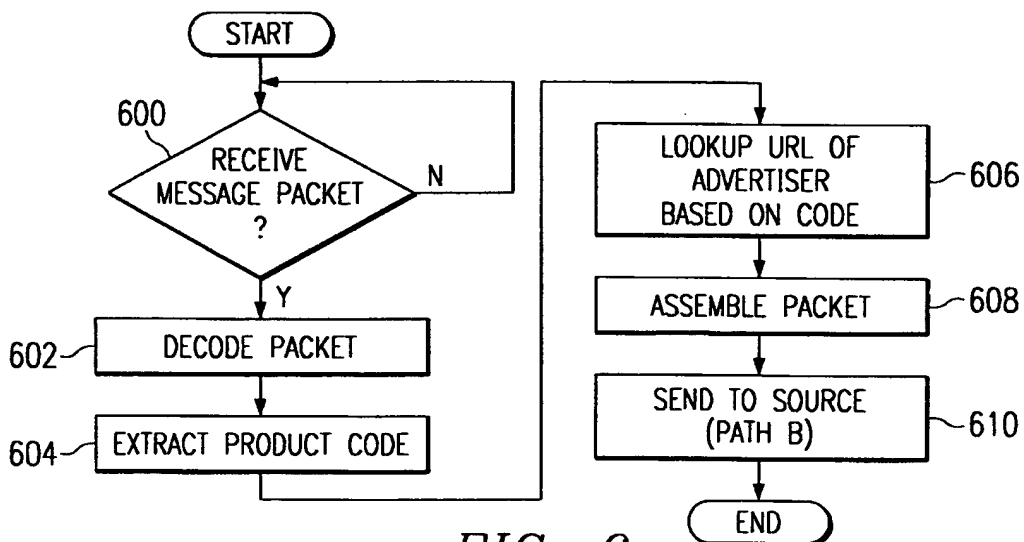 START
600
RECEIVE
MESSAGE PACKET
?
N
Y
602
DECODE PACKET
604
EXTRACT PRODUCT CODE
LOOKUP URL OF
ADVERTISER
BASED ON CODE
606
ASSEMBLE PACKET
608
SEND TO SOURCE
(PATH B)
610
END